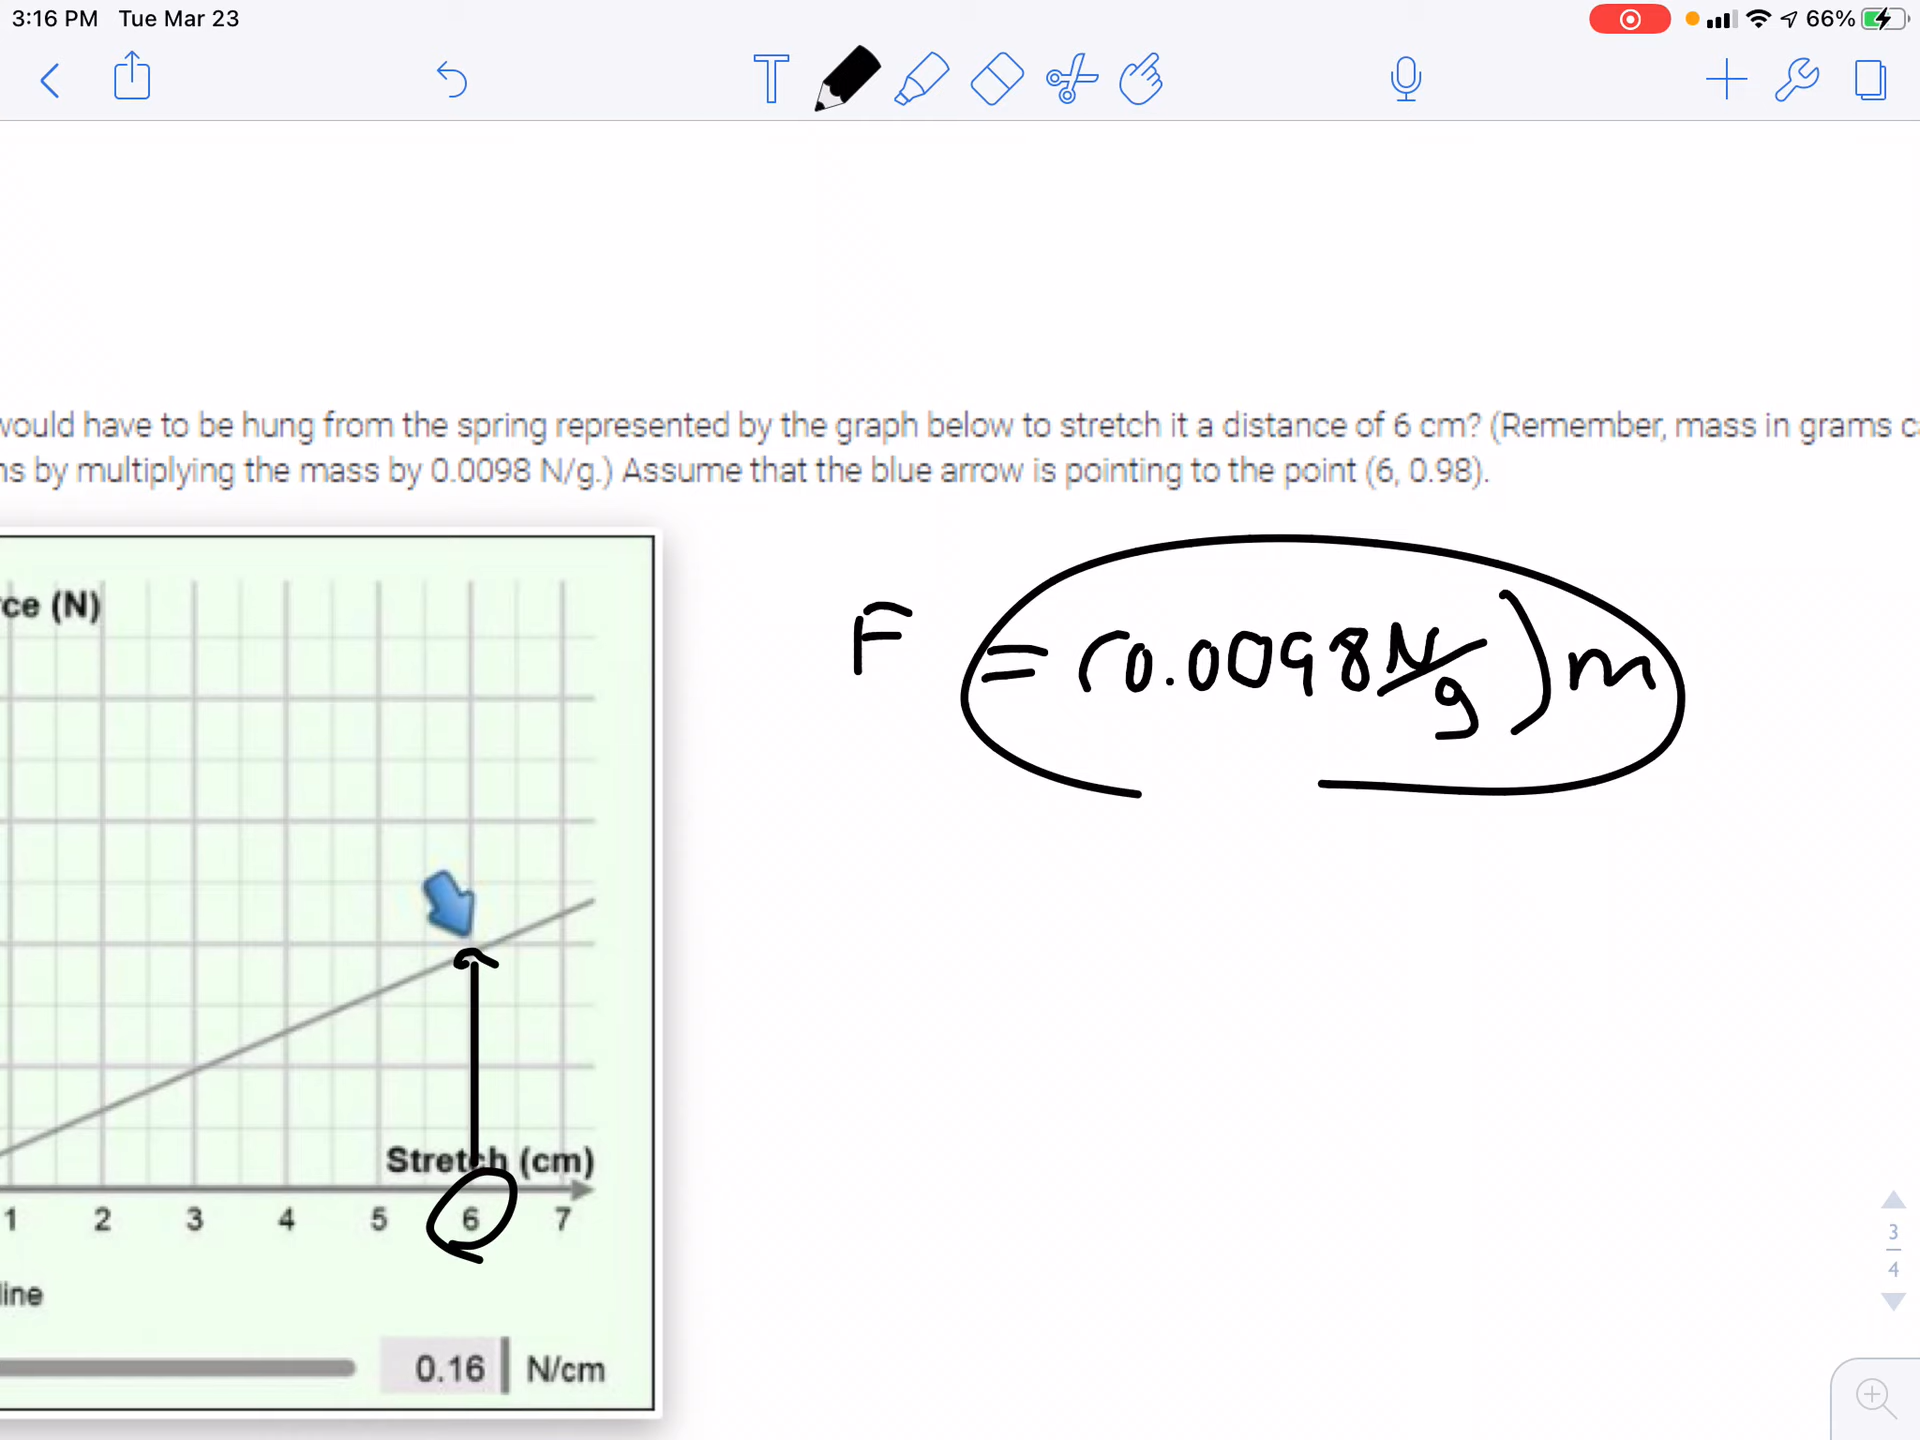 3:16 PM Tue Mar 23
66%
T
would have to be hung from the spring represented by the graph below to stretch it a distance of 6 cm? (Remember, mass in grams
by multiplying the mass by 0.0098 N/g.) Assume that the blue arrow is pointing to the point (6, 0.98).
(N)
F = (0.0098 N/g) m
Stretch (cm)
1 2 3 4 5 6 7
line
0.16 N/cm
3
4